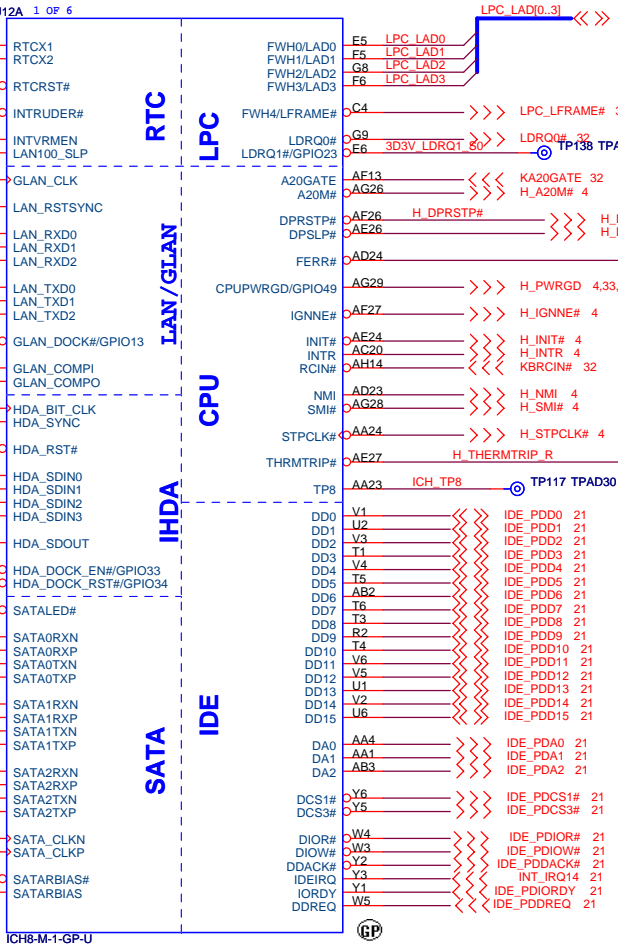 J12A 1 OF 6
LPC_LAD[0..3]
RTCX1 FWH0/LAD0 E5 LPC_LAD0
RTCX2 FWH1/LAD1 F5 LPC_LAD1
FWH2/LAD2 G8 LPC_LAD2
RTCRST# FWH3/LAD3 F6 LPC_LAD3
RTC LPC
INTRUDER# FWH4/LFRAME# C4 LPC_LFRAME# 3
INTVRMEN LDRQ0# G9 LDRQ0# 32
LAN100_SLP LDRQ1#/GPIO23 E6 3D3V_LDRQ1_S0 TP138 TPA
GLAN_CLK A20GATE AF13 KA20GATE 32
A20M# AG26 H_A20M# 4
LAN_RSTSYNC
DPRSTP# AF26 H_DPRSTP#
LAN_RXD0 DPSLP# AE26
LAN_RXD1
LAN_RXD2 FERR# AD24
LAN/GLAN
LAN_TXD0 CPUPWRGD/GPIO49 AG29 H_PWRGD 4,33,
LAN_TXD1
LAN_TXD2 IGNNE# AF27 H_IGNNE# 4
GLAN_DOCK#/GPIO13 INIT# AE24 H_INIT# 4
INTR AC20 H_INTR 4
GLAN_COMPI RCIN# AH14 KBRCIN# 32
GLAN_COMPO
CPU
NMI AD23 H_NMI 4
HDA_BIT_CLK SMI# AG28 H_SMI# 4
HDA_SYNC
STPCLK# AA24 H_STPCLK# 4
HDA_RST#
THRMTRIP# AE27 H_THERMTRIP_R
HDA_SDIN0
HDA_SDIN1 TP8 AA23 ICH_TP8 TP117 TPAD30
HDA_SDIN2
IHDA
HDA_SDIN3 DD0 V1 IDE_PDD0 21
DD1 U2 IDE_PDD1 21
HDA_SDOUT DD2 V3 IDE_PDD2 21
DD3 T1 IDE_PDD3 21
HDA_DOCK_EN#/GPIO33 DD4 V4 IDE_PDD4 21
HDA_DOCK_RST#/GPIO34 DD5 T5 IDE_PDD5 21
DD6 AB2 IDE_PDD6 21
SATALED# DD7 T6 IDE_PDD7 21
DD8 T3 IDE_PDD8 21
SATA0RXN DD9 R2 IDE_PDD9 21
SATA0RXP DD10 T4 IDE_PDD10 21
SATA0TXN DD11 V6 IDE_PDD11 21
SATA0TXP DD12 V5 IDE_PDD12 21
DD13 U1 IDE_PDD13 21
SATA1RXN DD14 V2 IDE_PDD14 21
SATA1RXP DD15 U6 IDE_PDD15 21
IDE
SATA1TXN
SATA1TXP DA0 AA4 IDE_PDA0 21
DA1 AA1 IDE_PDA1 21
SATA2RXN DA2 AB3 IDE_PDA2 21
SATA
SATA2RXP
SATA2TXN DCS1# Y6 IDE_PDCS1# 21
SATA2TXP DCS3# Y5 IDE_PDCS3# 21
SATA_CLKN DIOR# W4 IDE_PDIOR# 21
SATA_CLKP DIOW# W3 IDE_PDIOW# 21
DDACK# Y2 IDE_PDDACK# 21
SATARBIAS# IDEIRQ Y3 INT_IRQ14 21
SATARBIAS IORDY Y1 IDE_PDIORDY 21
DDREQ W5 IDE_PDDREQ 21
ICH8-M-1-GP-U
GP